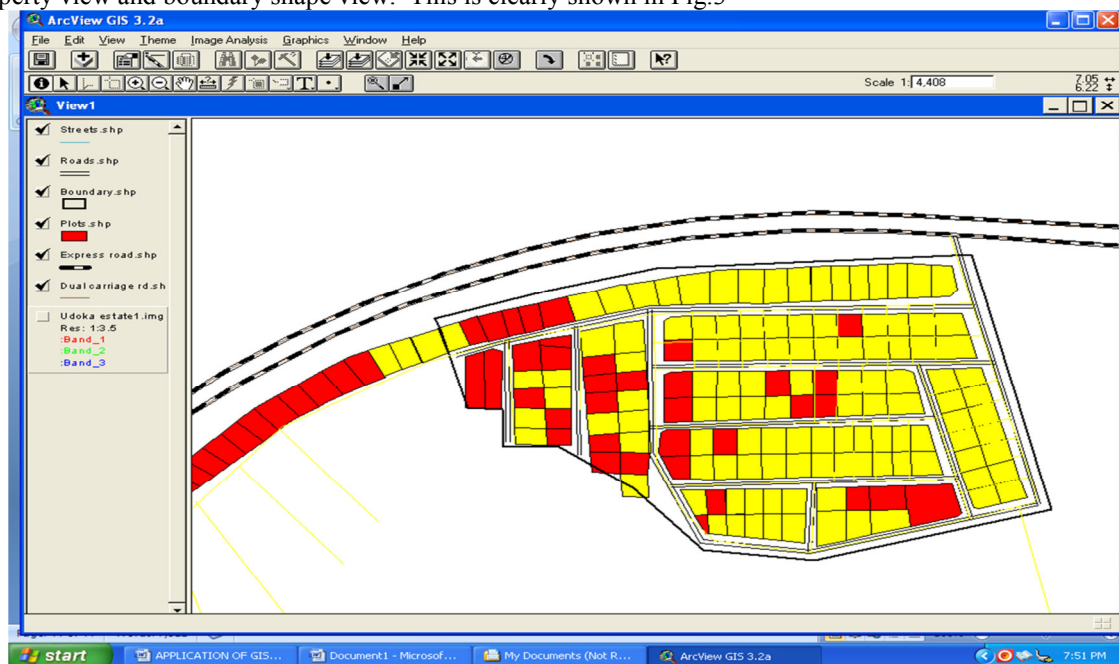 perty view and boundary shape view. This is clearly shown in Fig.5
ArcView GIS 3.2a
File Edit View Theme Image Analysis Graphics Window Help
Scale 1: 4,408
7.05
6.22
View1
Streets.shp
Roads.shp
Boundary.shp
Plots.shp
Express road.shp
Dual carriage rd.sh
Udoka estate1.img
Res: 1:3.5
:Band_1
:Band_2
:Band_3
start
APPLICATION OF GIS...
Document1 - Microsof...
My Documents (Not R...
ArcView GIS 3.2a
7:51 PM